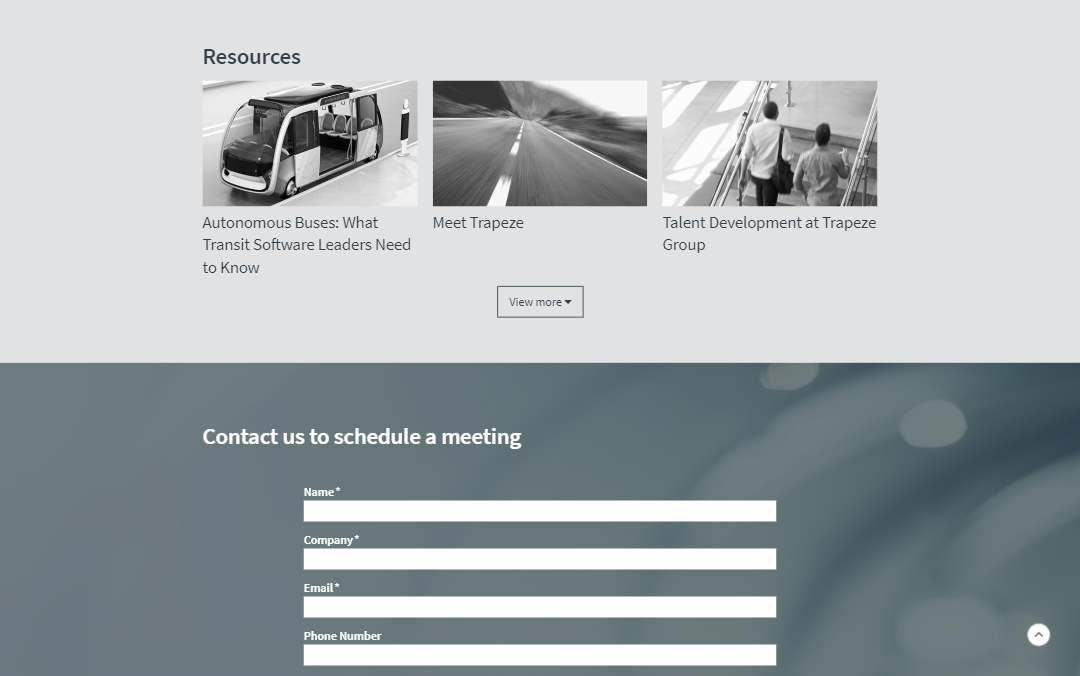 Resources
Autonomous Buses: What
Transit Software Leaders Need
to Know
Meet Trapeze
Talent Development at Trapeze
Group
View more
Contact us to schedule a meeting
Name*
Company*
Email*
Phone Number